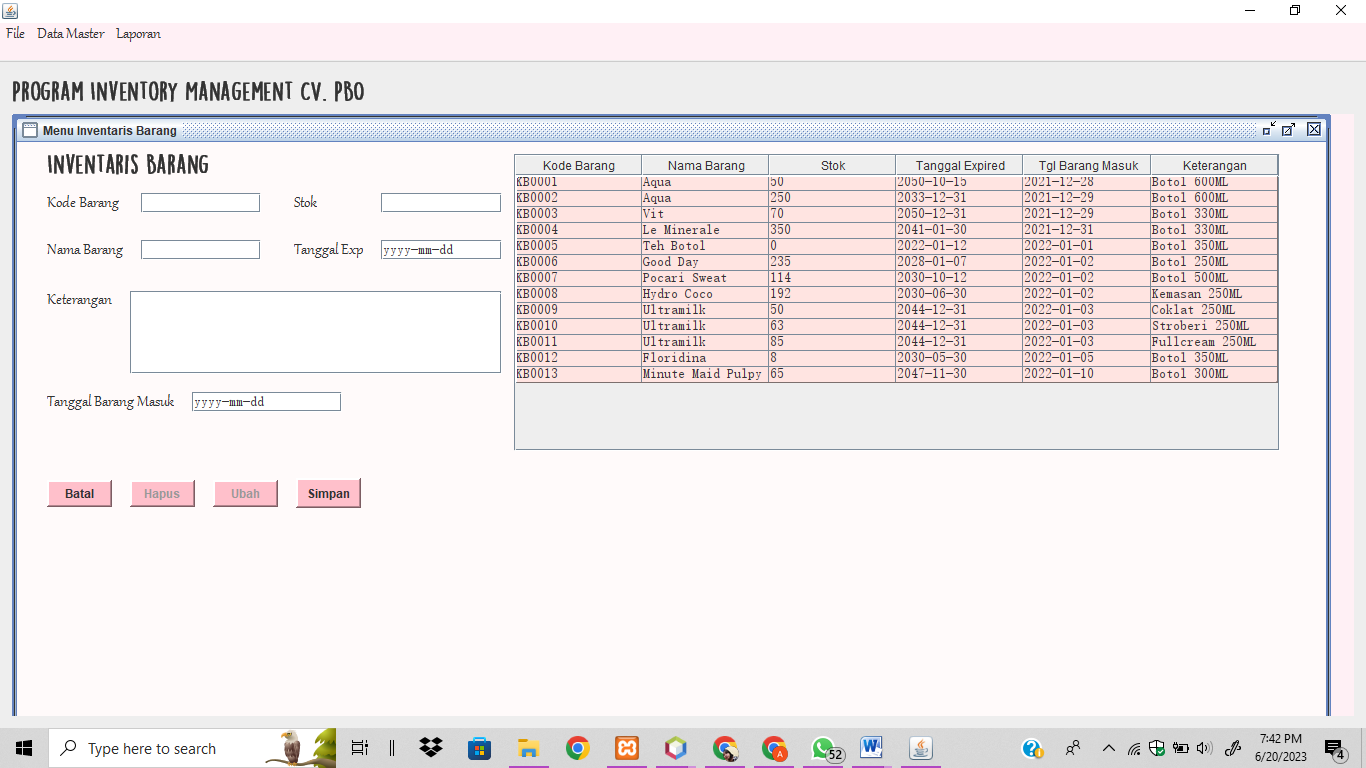 File Data Master Laporan
PROGRAM INVENTORY MANAGEMENT CV. PBO
Menu Inventaris Barang
INVENTARIS BARANG
Kode Barang
Stok
Nama Barang
Tanggal Exp yyyy-mm-dd
Keterangan
Tanggal Barang Masuk yyyy-mm-dd
Batal Hapus Ubah Simpan
Kode Barang Nama Barang Stok Tanggal Expired Tgl Barang Masuk Keterangan
KB0001 Aqua 50 2050-10-15 2021-12-28 Botol 600ML
KB0002 Aqua 250 2033-12-31 2021-12-29 Botol 600ML
KB0003 Vit 70 2050-12-31 2021-12-29 Botol 330ML
KB0004 Le Minerale 350 2041-01-30 2021-12-31 Botol 330ML
KB0005 Teh Botol 0 2022-01-12 2022-01-01 Botol 350ML
KB0006 Good Day 235 2028-01-07 2022-01-02 Botol 250ML
KB0007 Pocari Sweat 114 2030-10-12 2022-01-02 Botol 500ML
KB0008 Hydro Coco 192 2030-06-30 2022-01-02 Kemasan 250ML
KB0009 Ultramilk 50 2044-12-31 2022-01-03 Coklat 250ML
KB0010 Ultramilk 63 2044-12-31 2022-01-03 Stroberi 250ML
KB0011 Ultramilk 85 2044-12-31 2022-01-03 Fullcream 250ML
KB0012 Floridina 8 2030-05-30 2022-01-05 Botol 350ML
KB0013 Minute Maid Pulpy 65 2047-11-30 2022-01-10 Botol 300ML
Type here to search
A
52
W
7:42 PM
6/20/2023
4